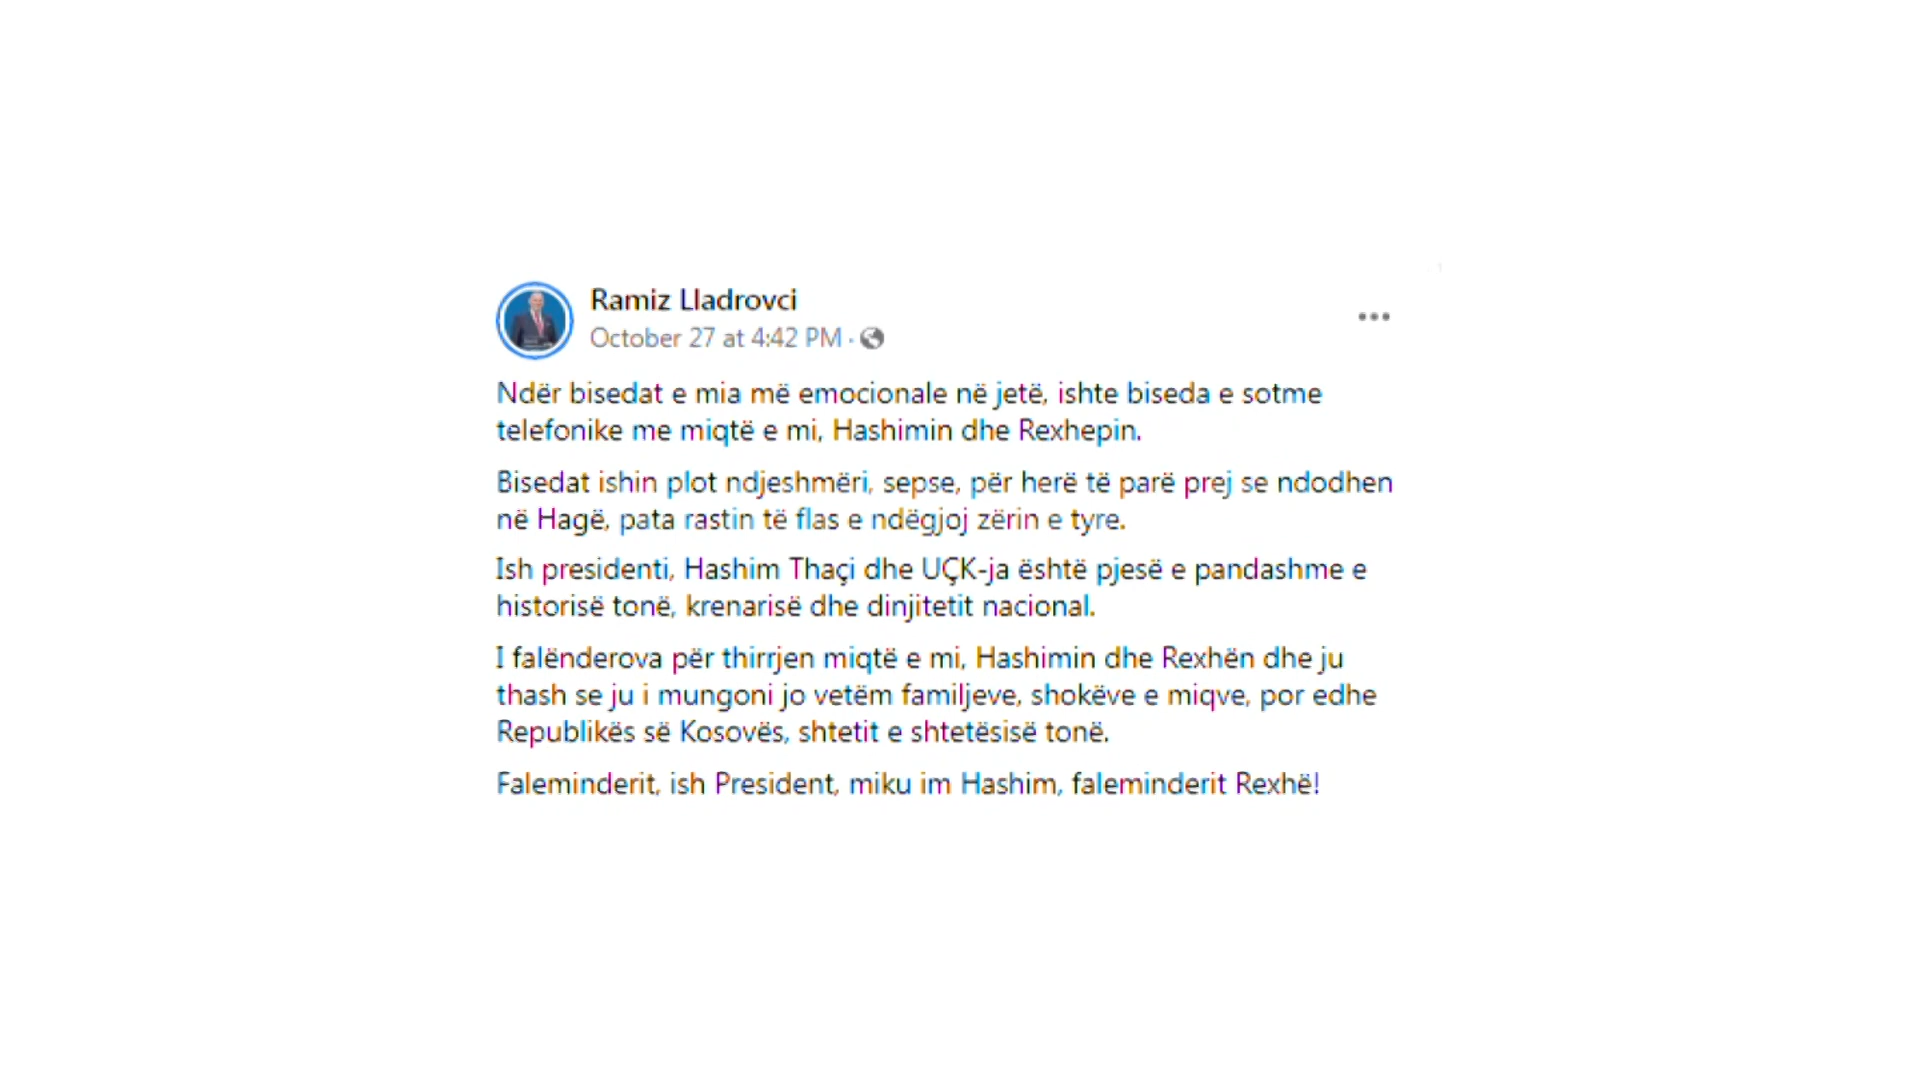 Ramiz Lladrovci
October 27 at 4:42 PM ·
Ndër bisedat e mia më emocionale në jetë, ishte biseda e sotme
telefonike me miqtë e mi, Hashimin dhe Rexhepin.
Bisedat ishin plot ndjeshmëri, sepse, për herë të parë prej se ndodhen
në Hagë, pata rastin të flas e ndëgjoj zërin e tyre.
Ish presidenti, Hashim Thaçi dhe UÇK-ja është pjesë e pandashme e
historisë tonë, krenarisë dhe dinjitetit nacional.
I falënderova për thirrjen miqtë e mi, Hashimin dhe Rexhën dhe ju
thash se ju i mungoni jo vetëm familjeve, shokëve e miqve, por edhe
Republikës së Kosovës, shtetit e shtetësisë tonë.
Faleminderit, ish President, miku im Hashim, faleminderit Rexhë!